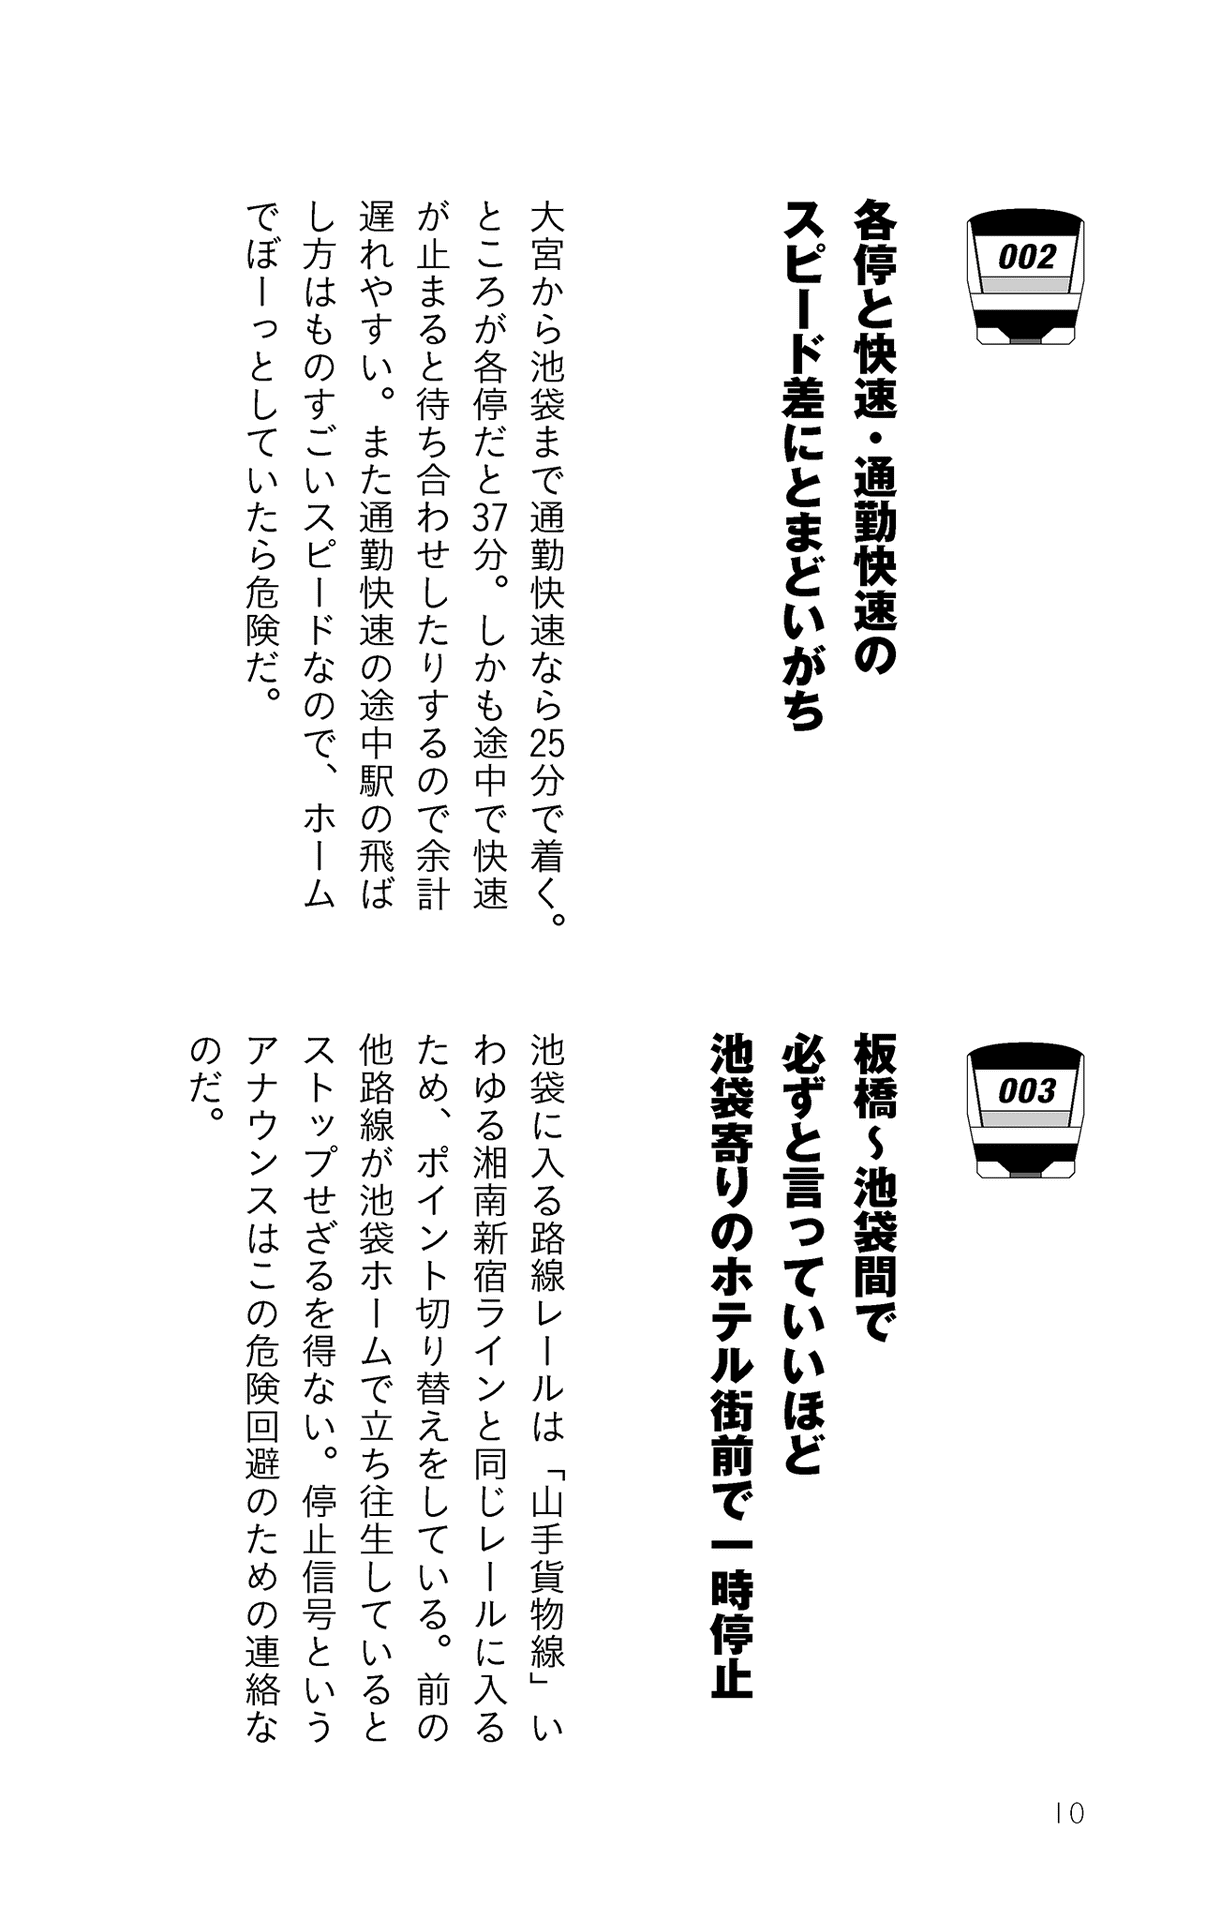 002
各停と快速・通勤快速の
スピード差にとまどいがち
大宮から池袋まで通勤快速なら25分で着く。
ところが各停だと37分。しかも途中で快速
が止まると待ち合わせしたりするので余計
遅れやすい。また通勤快速の途中駅の飛ば
し方はものすごいスピードなので、ホーム
でぼーっとしていたら危険だ。
003
板橋〜池袋間で
必ずと言っていいほど
池袋寄りのホテル街前で一時停止
池袋に入る路線レールは「山手貨物線」い
わゆる湘南新宿ラインと同じレールに入る
ため、ポイント切り替えをしている。前の
他路線が池袋ホームで立ち往生していると
ストップせざるを得ない。停止信号という
アナウンスはこの危険回避のための連絡な
のだ。
10